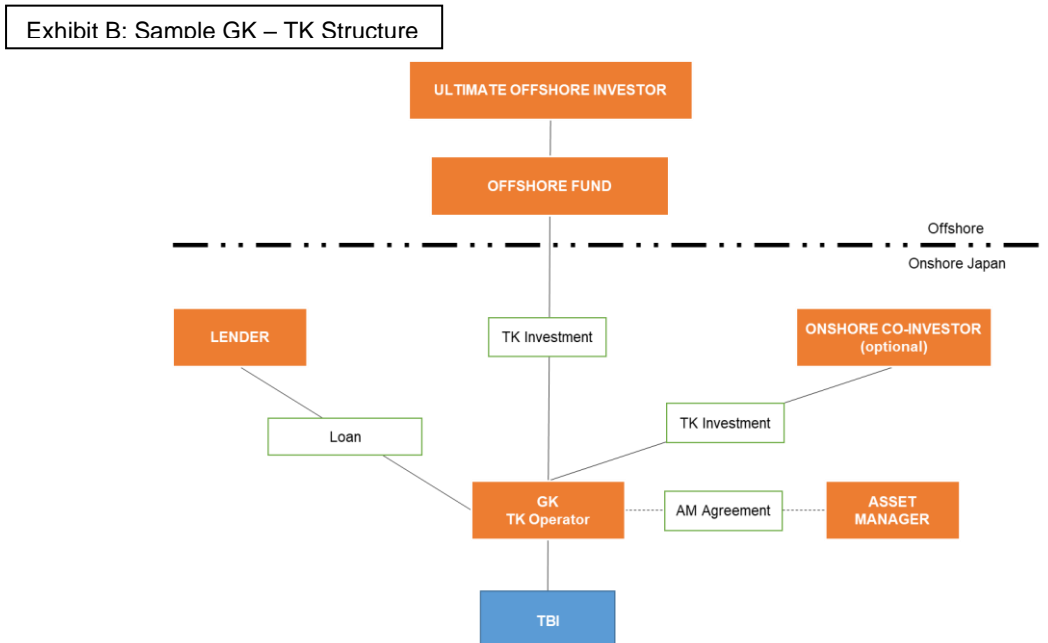 Exhibit B: Sample GK – TK Structure
ULTIMATE OFFSHORE INVESTOR
OFFSHORE FUND
Offshore
Onshore Japan
LENDER
TK Investment
ONSHORE CO-INVESTOR
(optional)
Loan
TK Investment
GK
TK Operator
AM Agreement
ASSET
MANAGER
TBI